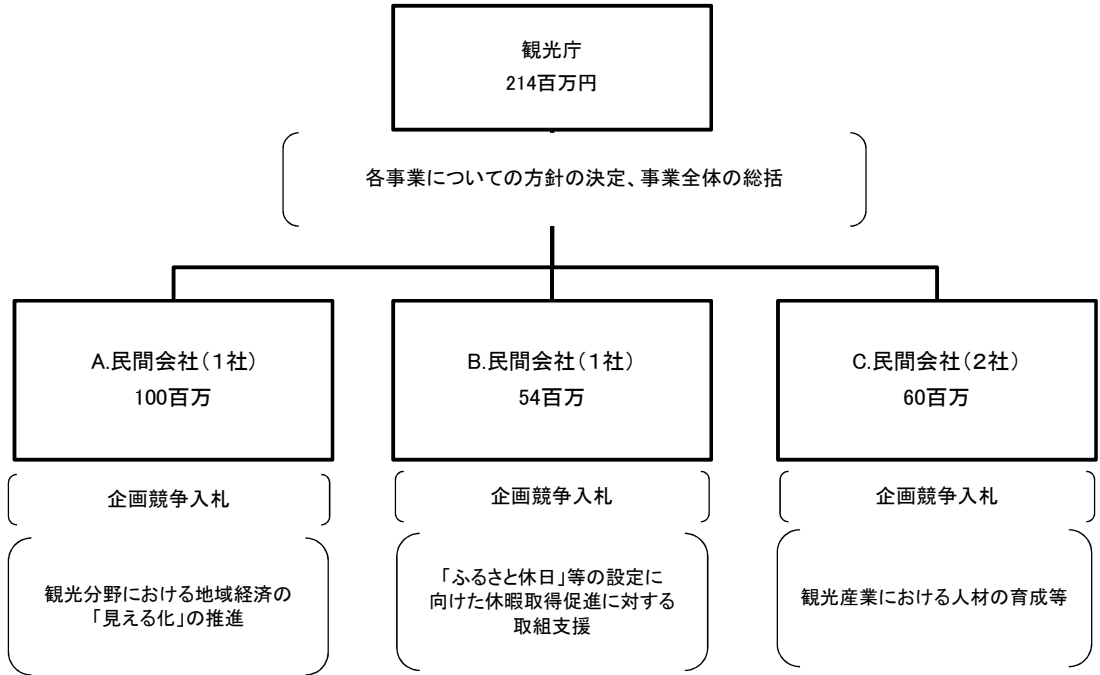 観光庁
214百万円
各事業についての方針の決定、事業全体の総括
A.民間会社(1社)
100百万
B.民間会社(1社)
54百万
C.民間会社(2社)
60百万
企画競争入札
企画競争入札
企画競争入札
観光分野における地域経済の
「見える化」の推進
「ふるさと休日」等の設定に
向けた休暇取得促進に対する
取組支援
観光産業における人材の育成等